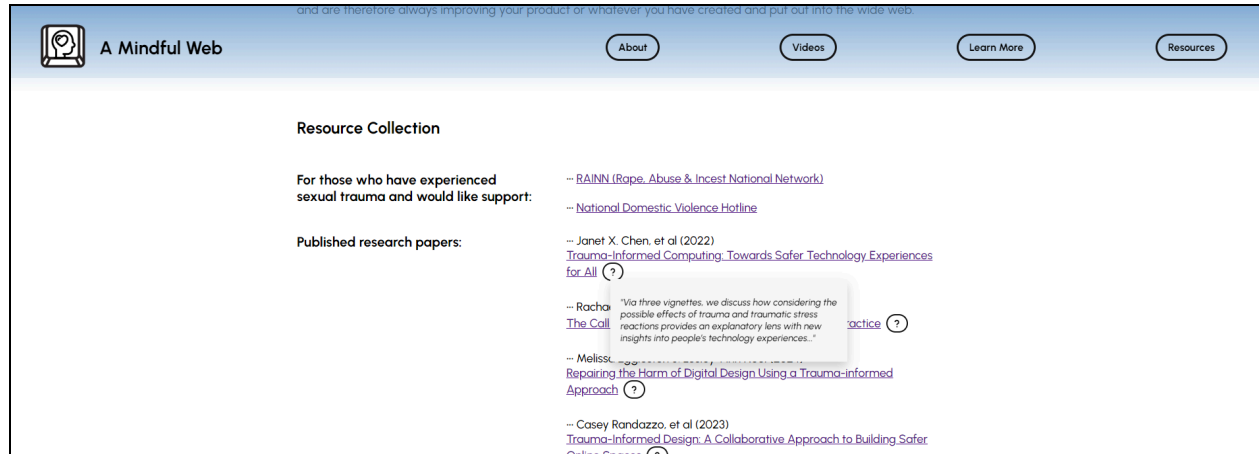 and are therefore always improving your product or whatever you have created and put out into the wide web.
A Mindful Web
About
Videos
Learn More
Resources
Resource Collection
For those who have experienced
sexual trauma and would like support:
··· RAINN (Rape, Abuse & Incest National Network)
··· National Domestic Violence Hotline
Published research papers:
··· Janet X. Chen, et al (2022)
Trauma-Informed Computing: Towards Safer Technology Experiences
for All ?
"Via three vignettes, we discuss how considering the
possible effects of trauma and traumatic stress
reactions provides an explanatory lens with new
insights into people's technology experiences..."
··· Racha
The Call
actice ?
··· Meliss
Repairing the Harm of Digital Design Using a Trauma-informed
Approach ?
··· Casey Randazzo, et al (2023)
Trauma-Informed Design: A Collaborative Approach to Building Safer
Online Spaces ?